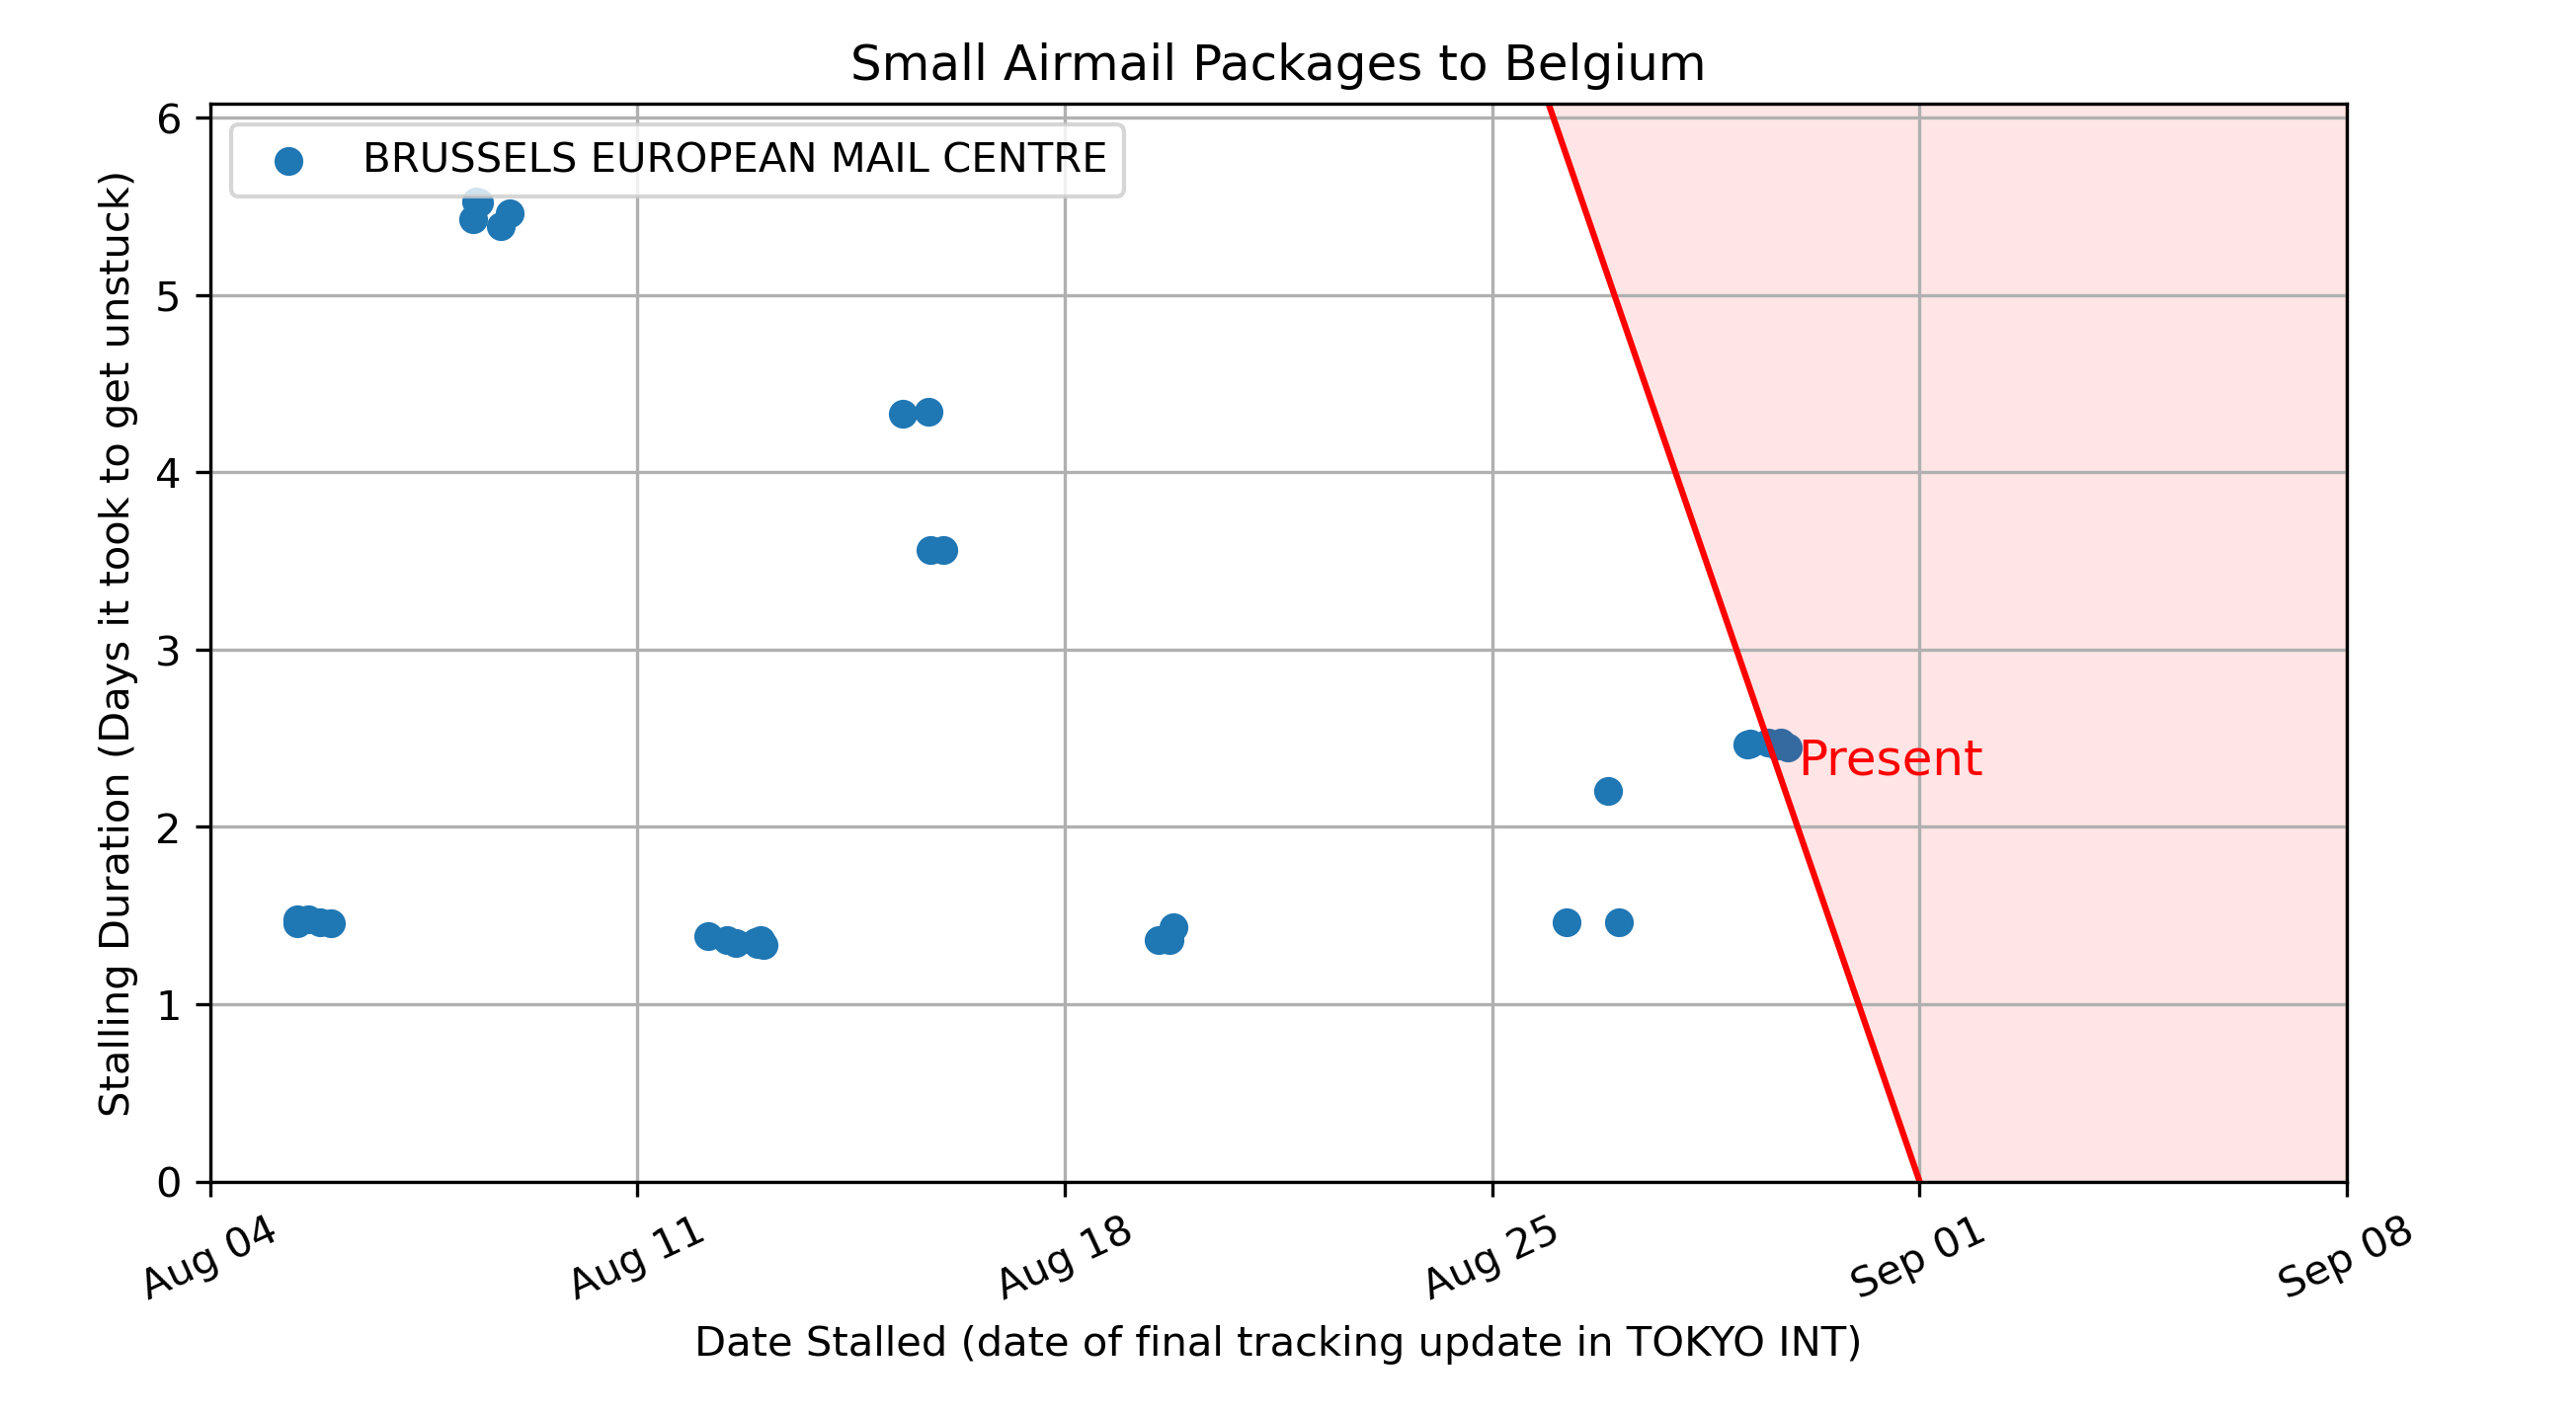 Small Airmail Packages to Belgium
BRUSSELS EUROPEAN MAIL CENTRE
Stalling Duration (Days it took to get unstuck)
6
5
4
3
2
1
0
Present
Aug 04
Aug 11
Aug 18
Aug 25
Sep 01
Sep 08
Date Stalled (date of final tracking update in TOKYO INT)